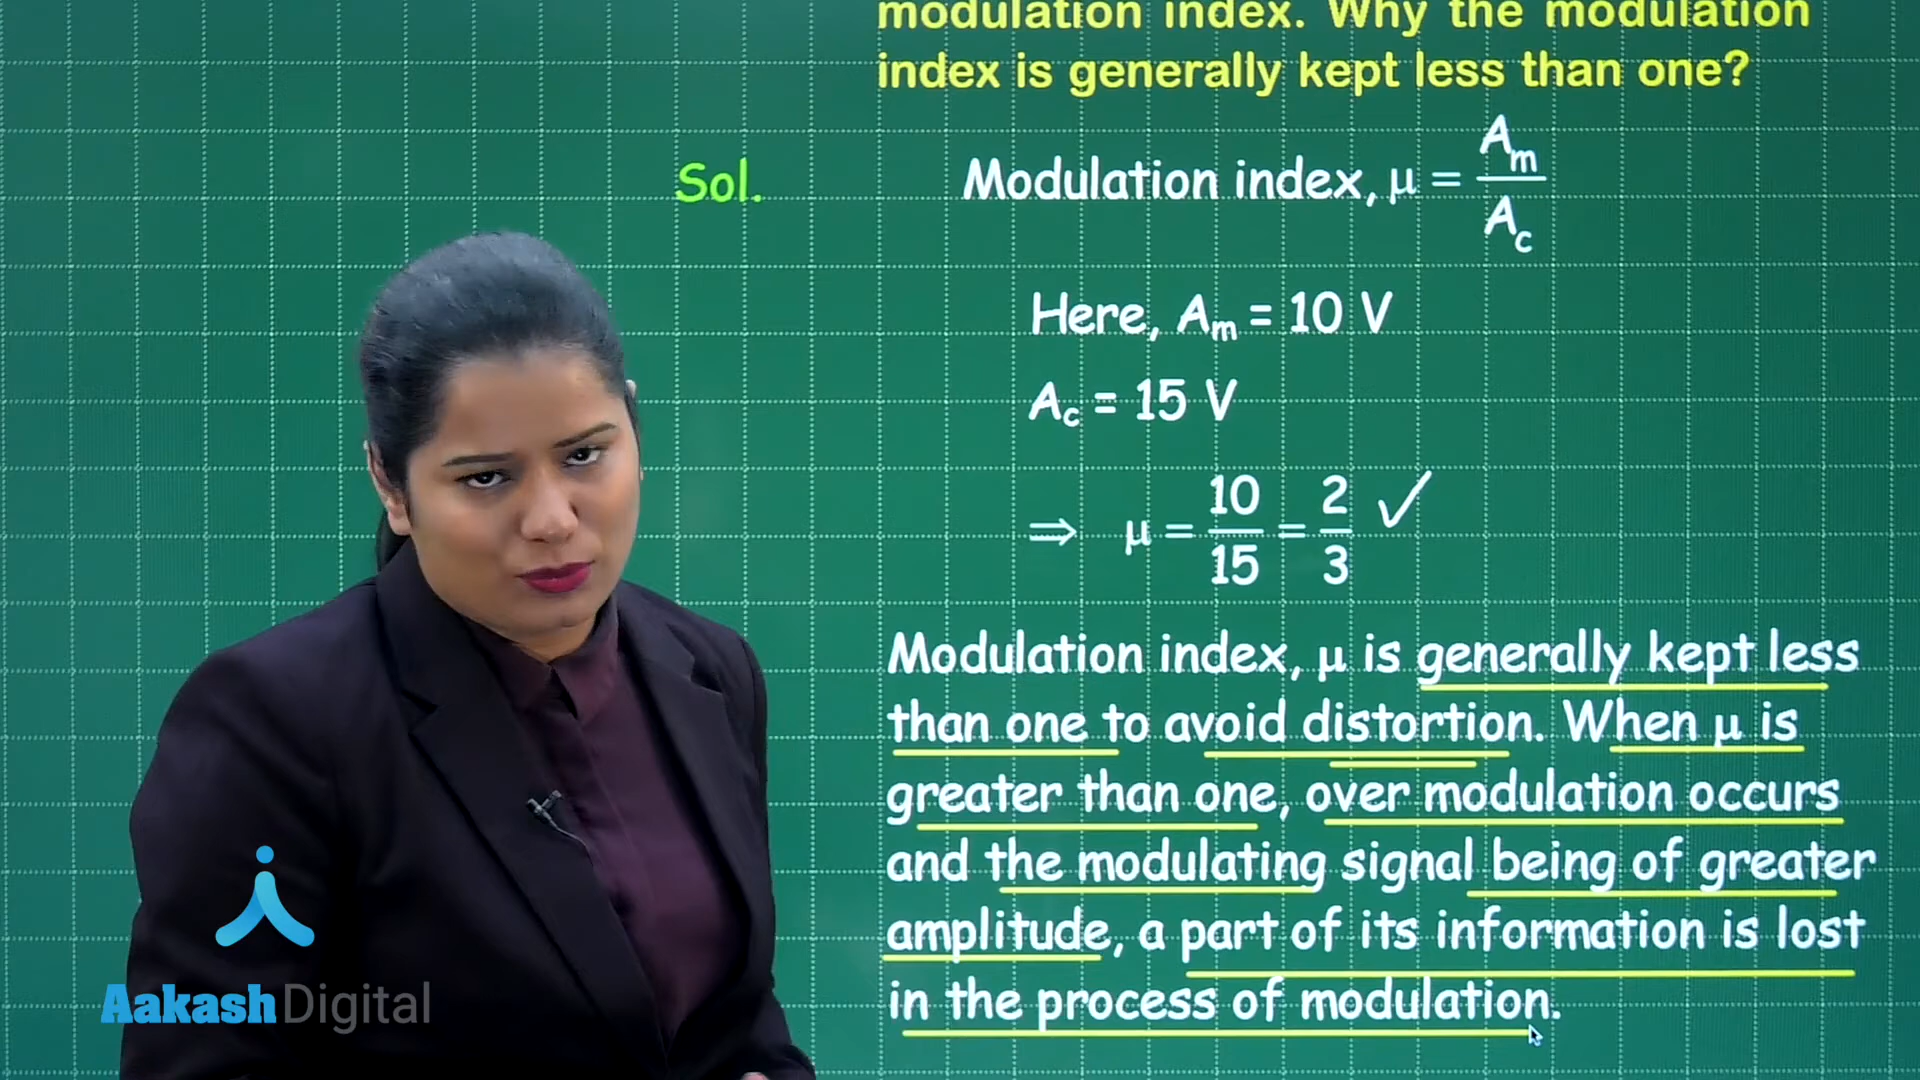 modulation index. Why the modulation
index is generally kept less than one?
Sol. Modulation index, μ = Am/Ac
Here, Am = 10 V
Ac = 15 V
⇒ μ = 10/15 = 2/3 ✓
Modulation index, μ is generally kept less
than one to avoid distortion. When μ is
greater than one, over modulation occurs
and the modulating signal being of greater
amplitude, a part of its information is lost
in the process of modulation.
Aakash Digital